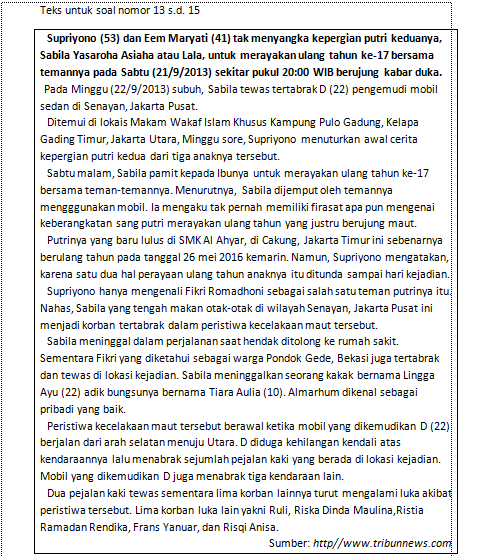 Teks untuk soal nomor 13 s.d. 15
Supriyono (53) dan Eem Maryati (41) tak menyangka kepergian putri keduanya,
Sabila Yasaroha Asiaha atau Lala, untuk merayakan ulang tahun ke-17 bersama
temannya pada Sabtu (21/9/2013) sekitar pukul 20:00 WIB berujung kabar duka.
Pada Minggu (22/9/2013) subuh, Sabila tewas tertabrak D (22) pengemudi mobil
sedan di Senayan, Jakarta Pusat.
Ditemui di lokais Makam Wakaf Islam Khusus Kampung Pulo Gadung, Kelapa
Gading Timur, Jakarta Utara, Minggu sore, Supriyono menuturkan awal cerita
kepergian putri kedua dari tiga anaknya tersebut.
Sabtu malam, Sabila pamit kepada Ibunya untuk merayakan ulang tahun ke-17
bersama teman-temannya. Menurutnya, Sabila dijemput oleh temannya
mengggunakan mobil. Ia mengaku tak pernah memiliki firasat apa pun mengenai
keberangkatan sang putri merayakan ulang tahun yang justru berujung maut.
Putrinya yang baru lulus di SMK Al Ahyar, di Cakung, Jakarta Timur ini sebenarnya
berulang tahun pada tanggal 26 mei 2016 kemarin. Namun, Supriyono mengatakan,
karena satu dua hal perayaan ulang tahun anaknya itu ditunda sampai hari kejadian.
Supriyono hanya mengenali Fikri Romadhoni sebagai salah satu teman putrinya itu.
Nahas, Sabila yang tengah makan otak-otak di wilayah Senayan, Jakarta Pusat ini
menjadi korban tertabrak dalam peristiwa kecelakaan maut tersebut.
Sabila meninggal dalam perjalanan saat hendak ditolong ke rumah sakit.
Sementara Fikri yang diketahui sebagai warga Pondok Gede, Bekasi juga tertabrak
dan tewas di lokasi kejadian. Sabila meninggalkan seorang kakak bernama Lingga
Ayu (22) adik bungsunya bernama Tiara Aulia (10). Almarhum dikenal sebagai
pribadi yang baik.
Peristiwa kecelakaan maut tersebut berawal ketika mobil yang dikemudikan D (22)
berjalan dari arah selatan menuju Utara. D diduga kehilangan kendali atas
kendaraannya lalu menabrak sejumlah pejalan kaki yang berada di lokasi kejadian.
Mobil yang dikemudikan D juga menabrak tiga kendaraan lain.
Dua pejalan kaki tewas sementara lima korban lainnya turut mengalami luka akibat
peristiwa tersebut. Lima korban luka lain yakni Ruli, Riska Dinda Maulina,Ristia
Ramadan Rendika, Frans Yanuar, dan Risqi Anisa.
Sumber: http//www.tribunnews.com